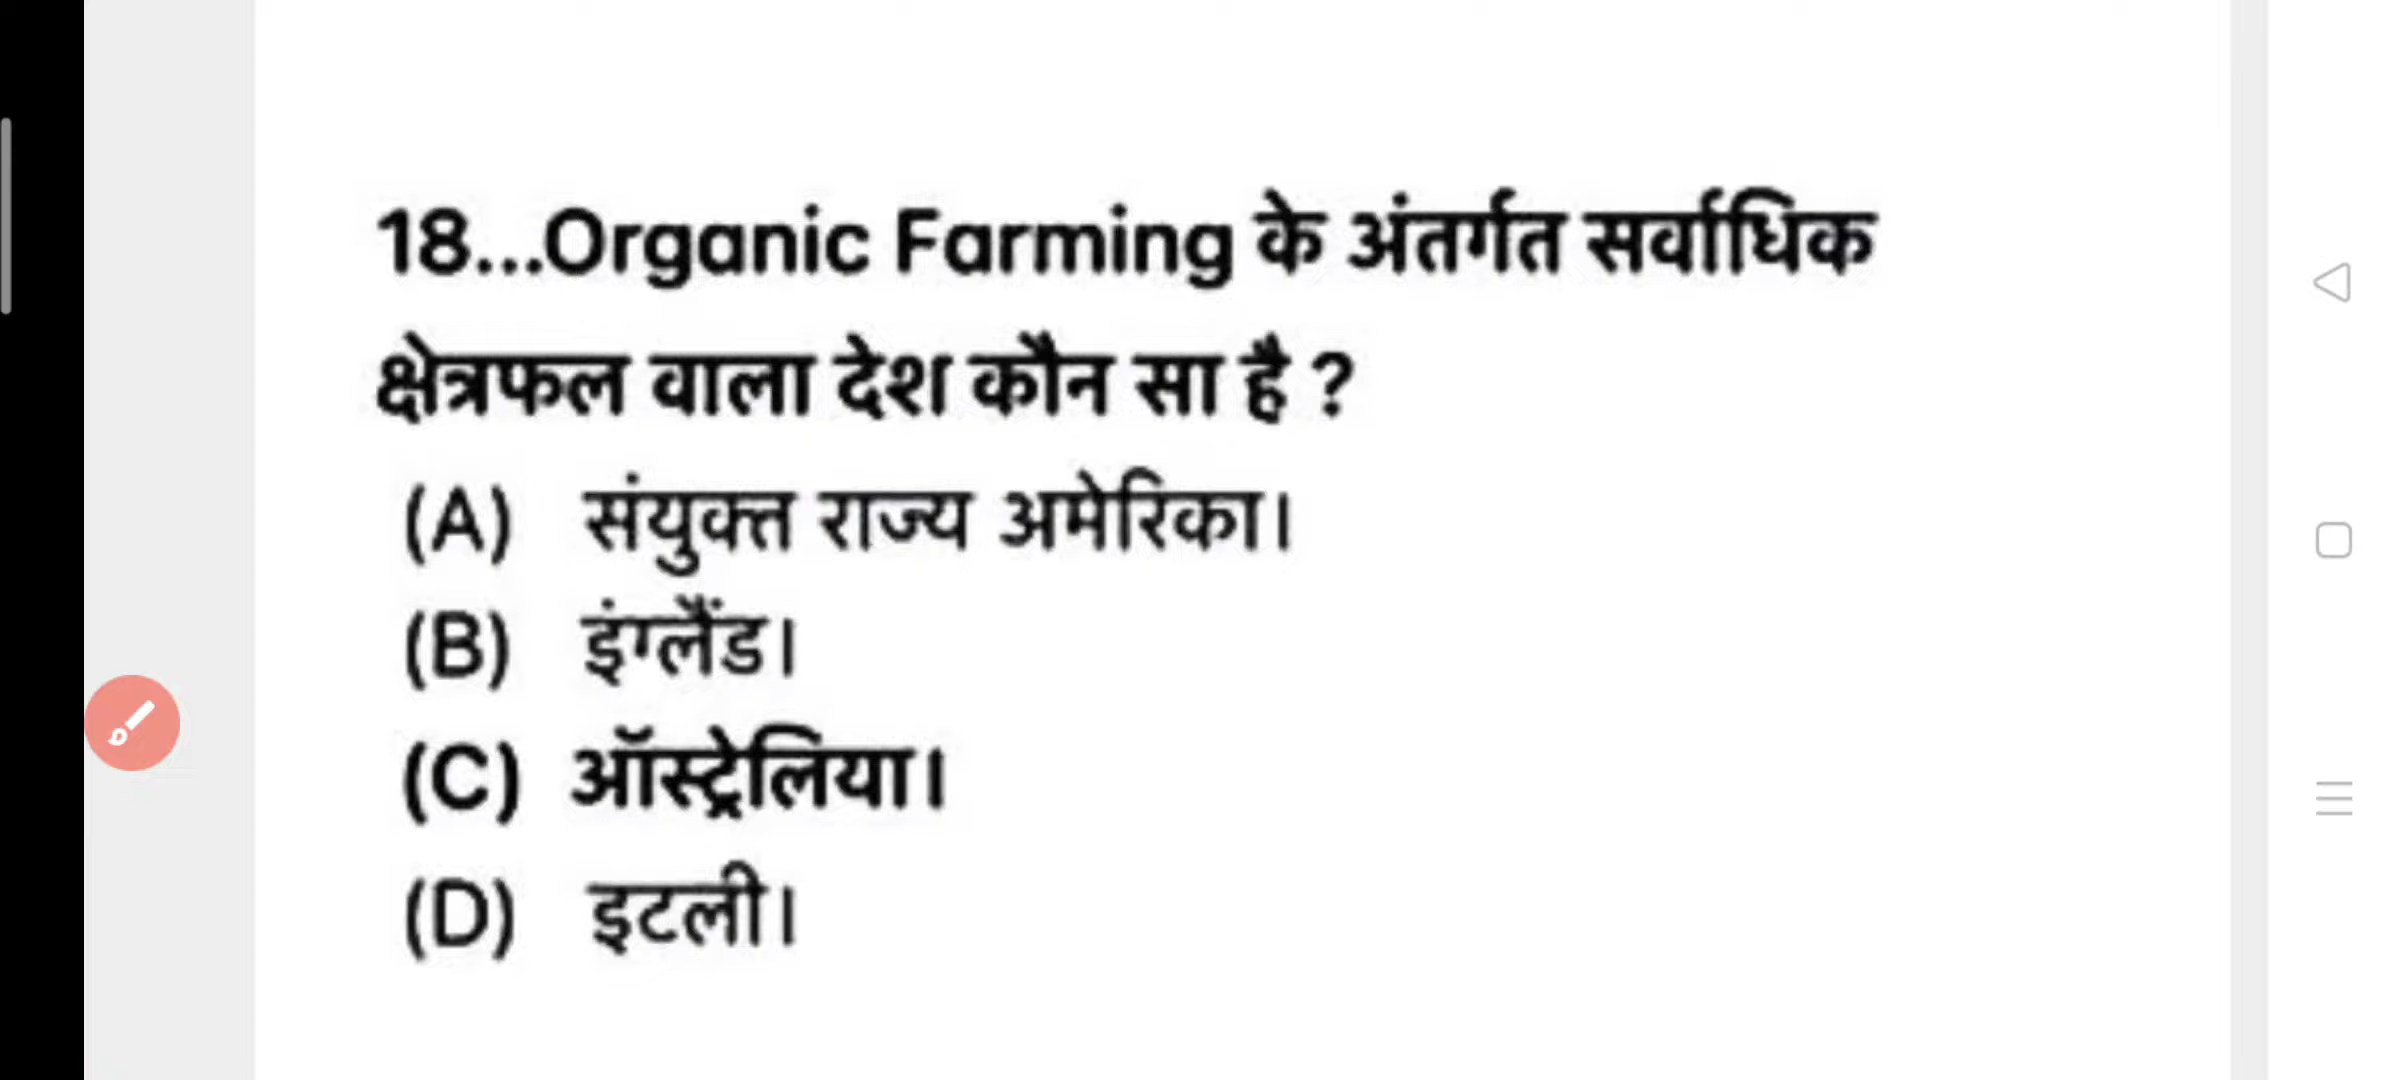 18...Organic Farming के अंतर्गत सर्वाधिक
क्षेत्रफल वाला देश कौन सा है ?
(A) संयुक्त राज्य अमेरिका।
(B) इंग्लैंड।
(C) ऑस्ट्रेलिया।
(D) इटली।